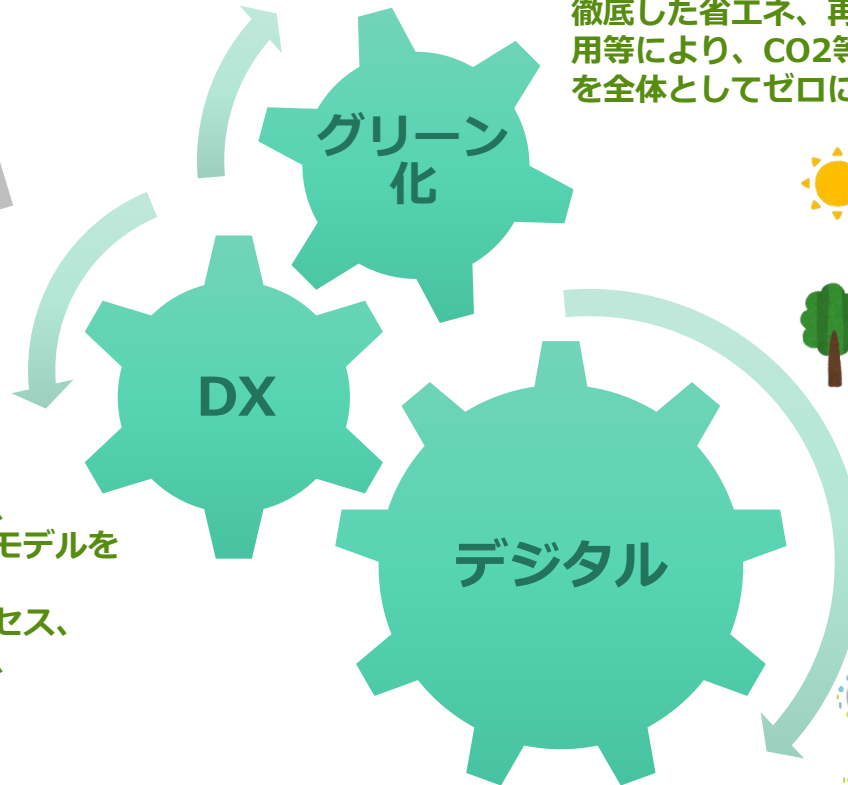 徹底した省エネ、再
用等により、CO2等
を全体としてゼロに
グリーン
化
DX
デジタル
、
モデルを
セス、
、